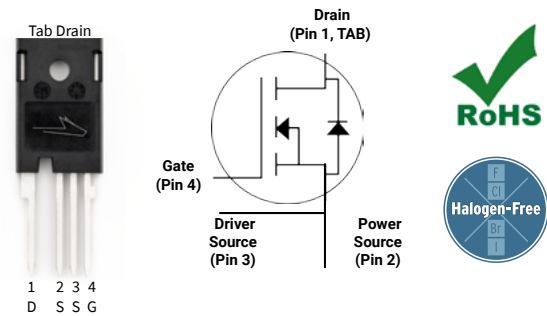 Tab Drain
1 2 3 4
D S S G
Drain
(Pin 1, TAB)
Gate
(Pin 4)
Driver
Source
(Pin 3)
Power
Source
(Pin 2)
RoHS
F
Cl
Halogen-Free
Br
I